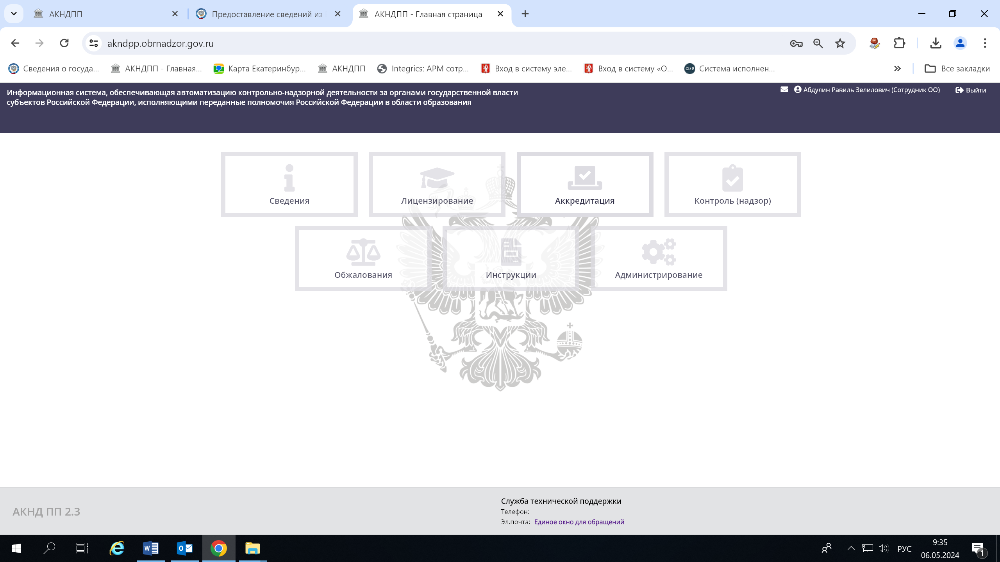 АКНДПП
Предоставление сведений из
АКНДПП - Главная страница
akndpp.obrnadzor.gov.ru
Сведения о госуда...
АКНДПП - Главная...
Карта Екатеринбур...
АКНДПП
Integrics: АРМ сотр...
Вход в систему эле...
Вход в систему «О...
СИР
Система исполнен...
Все закладки
Информационная система, обеспечивающая автоматизацию контрольно-надзорной деятельности за органами государственной власти
субъектов Российской Федерации, исполняющими переданные полномочия Российской Федерации в области образования
Абдулин Равиль Зелилович (Сотрудник ОО)
Выйти
Сведения
Лицензирование
Аккредитация
Контроль (надзор)
Обжалования
Инструкции
Администрирование
АКНД ПП 2.3
Служба технической поддержки
Телефон:
Эл.почта: Единое окно для обращений
РУС
9:35
06.05.2024
1